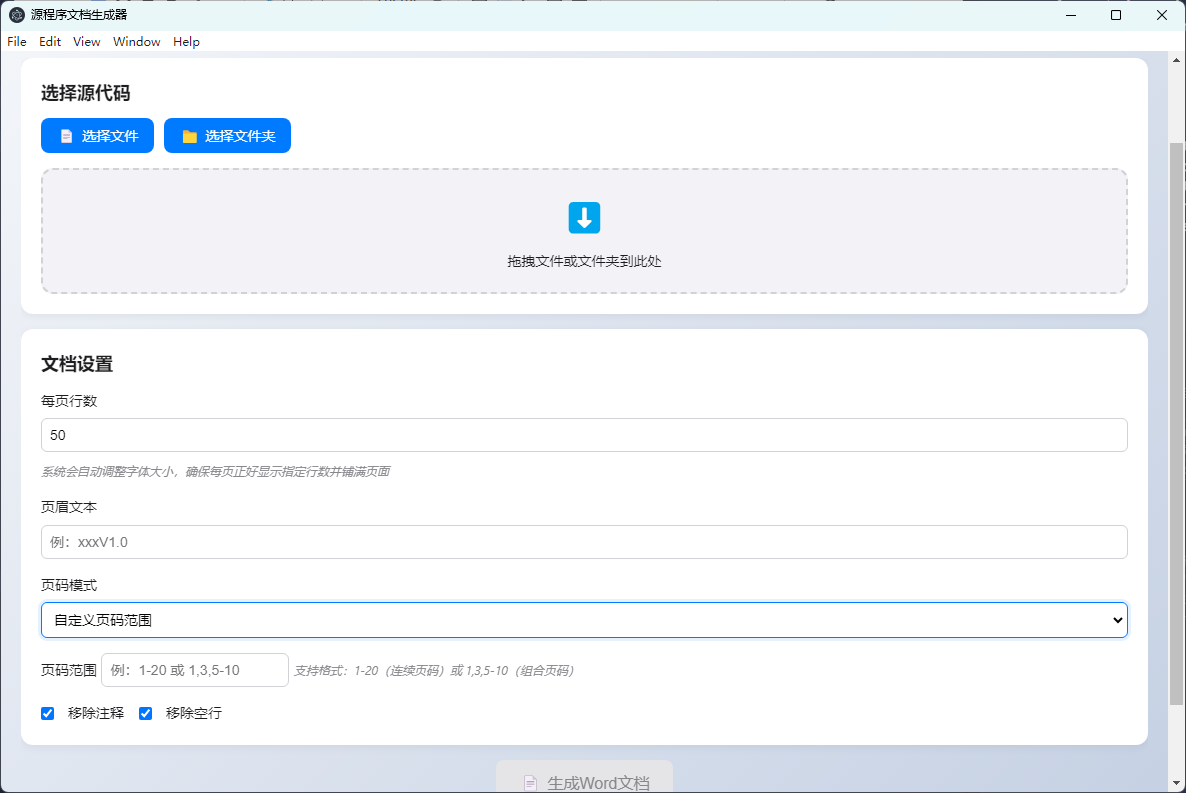 源程序文档生成器
File Edit View Window Help
选择源代码
选择文件 选择文件夹
拖拽文件或文件夹到此处
文档设置
每页行数
50
系统会自动调整字体大小，确保每页正好显示指定行数并铺满页面
页眉文本
例：xxxV1.0
页码模式
自定义页码范围
页码范围 例：1-20 或 1,3,5-10 支持格式：1-20（连续页码）或 1,3,5-10（组合页码）
移除注释 移除空行
生成Word文档